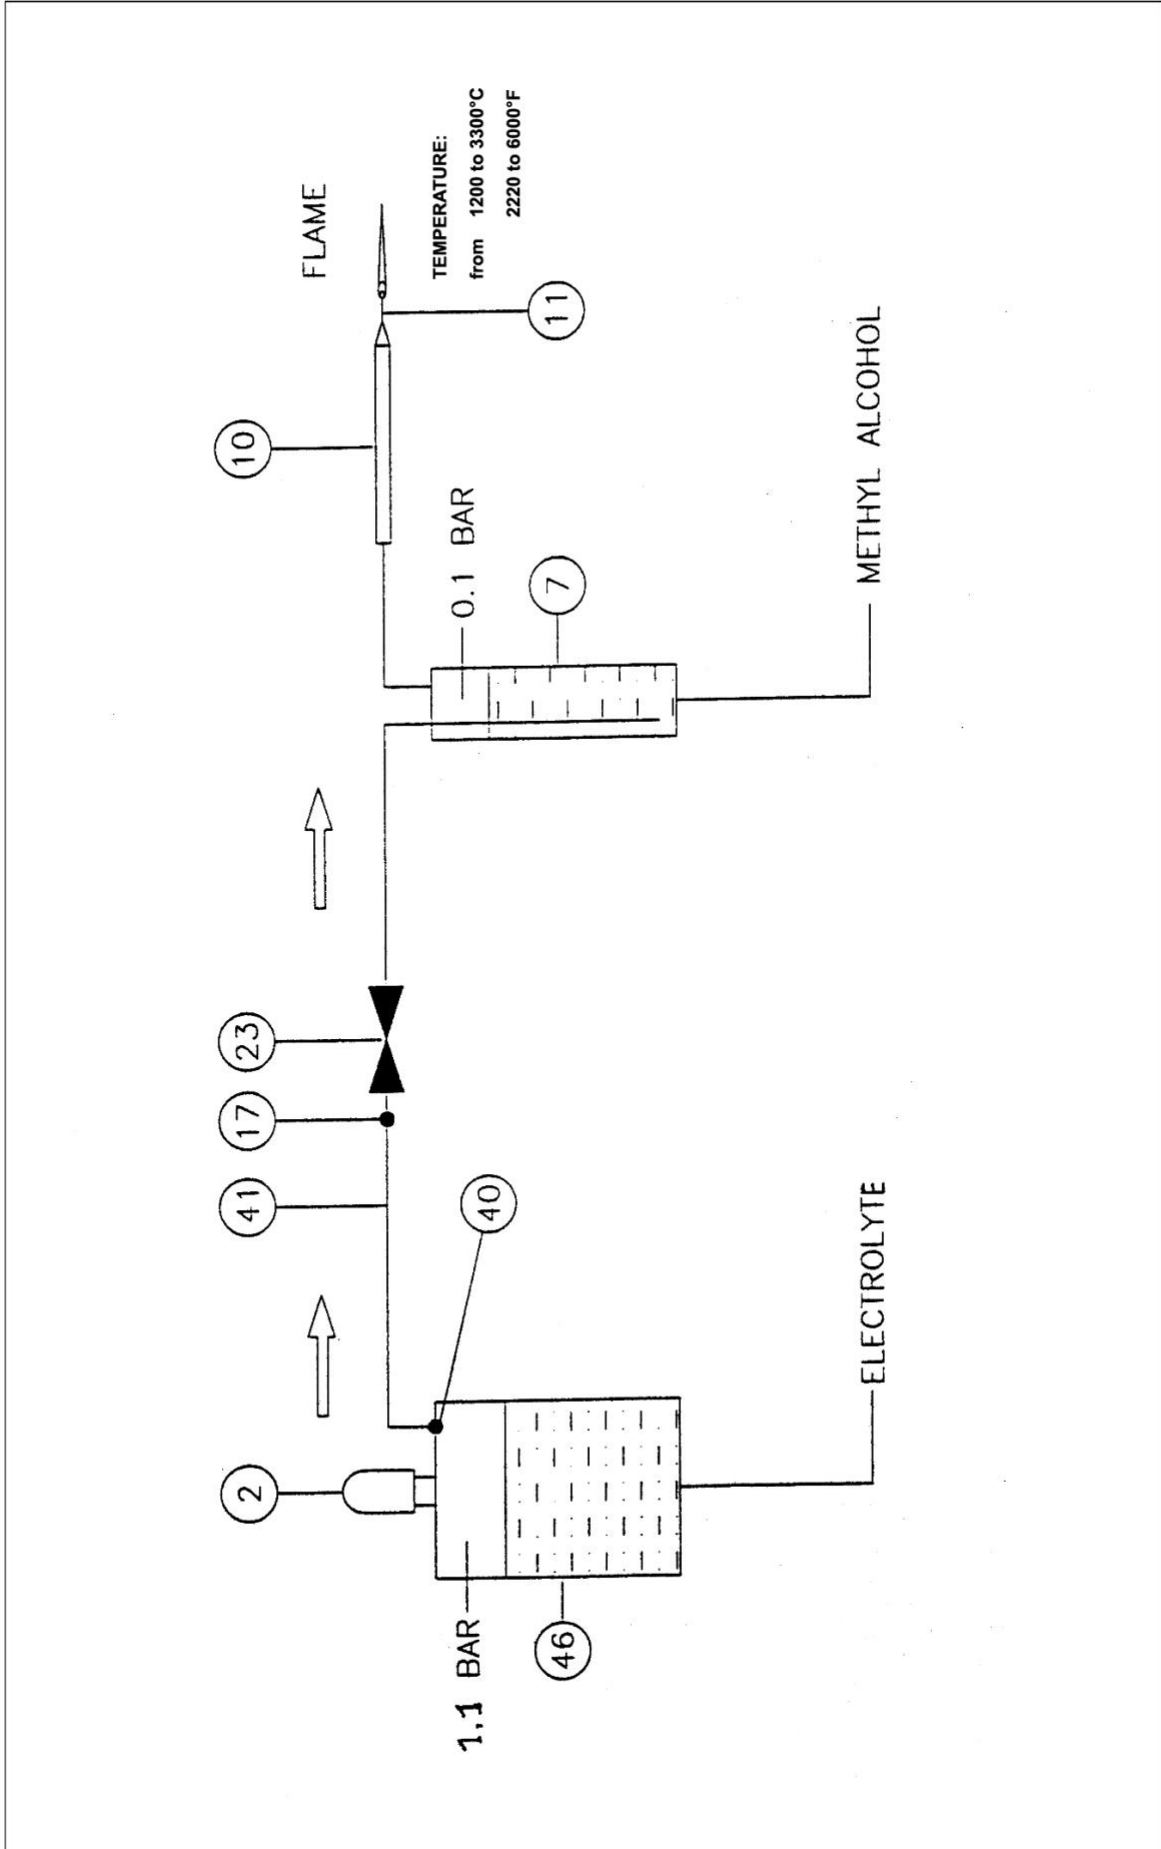 2
41
17
23
10
FLAME
TEMPERATURE:
from 1200 to 3300°C
2220 to 6000°F
1.1 BAR
40
0.1 BAR
46
7
11
ELECTROLYTE
METHYL ALCOHOL